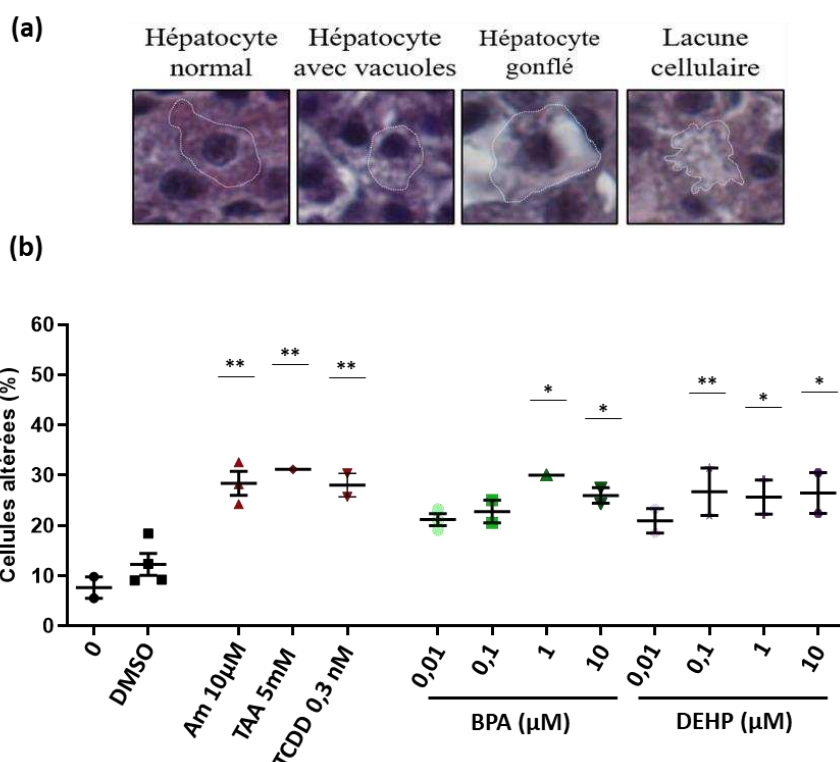 (a)
Hépatocyte
normal
Hépatocyte
avec vacuoles
Hépatocyte
gonflé
Lacune
cellulaire
(b)
Cellules altérées (%)
60
50
40
30
20
10
0
**
**
**
*
*
**
*
*
0
DMSO
Am 10µM
TAA 5mM
TCDD 0,3 nM
0,01
0,1
1
10
0,01
0,1
1
10
BPA (µM)
DEHP (µM)